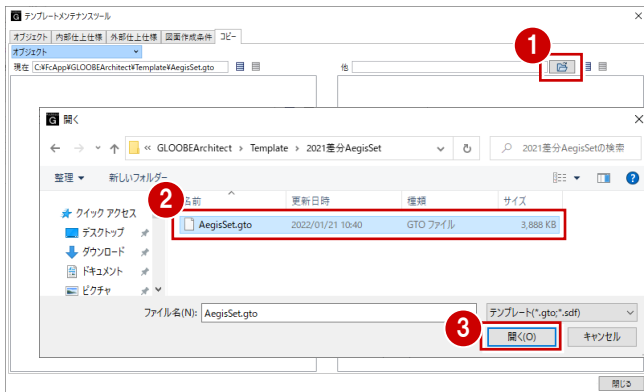 G テンプレートメンテナンスツール
オブジェクト 内部仕上仕様 外部仕上仕様 図面作成条件 コピー
オブジェクト
1
現在 C:¥FcApp¥GLOOBEArchitect¥Template¥AegisSet.gto 他
G 開く
« GLOOBEArchitect › Template › 2021差分AegisSet 2021差分AegisSetの検索
整理 新しいフォルダー
2
名前 更新日時 種類 サイズ
クイック アクセス
AegisSet.gto 2022/01/21 10:40 GTO ファイル 3,888 KB
デスクトップ
ダウンロード
ドキュメント
ピクチャ
ファイル名(N): AegisSet.gto テンプレート(*.gto;*.sdf)
3
開く(O) キャンセル
閉じる